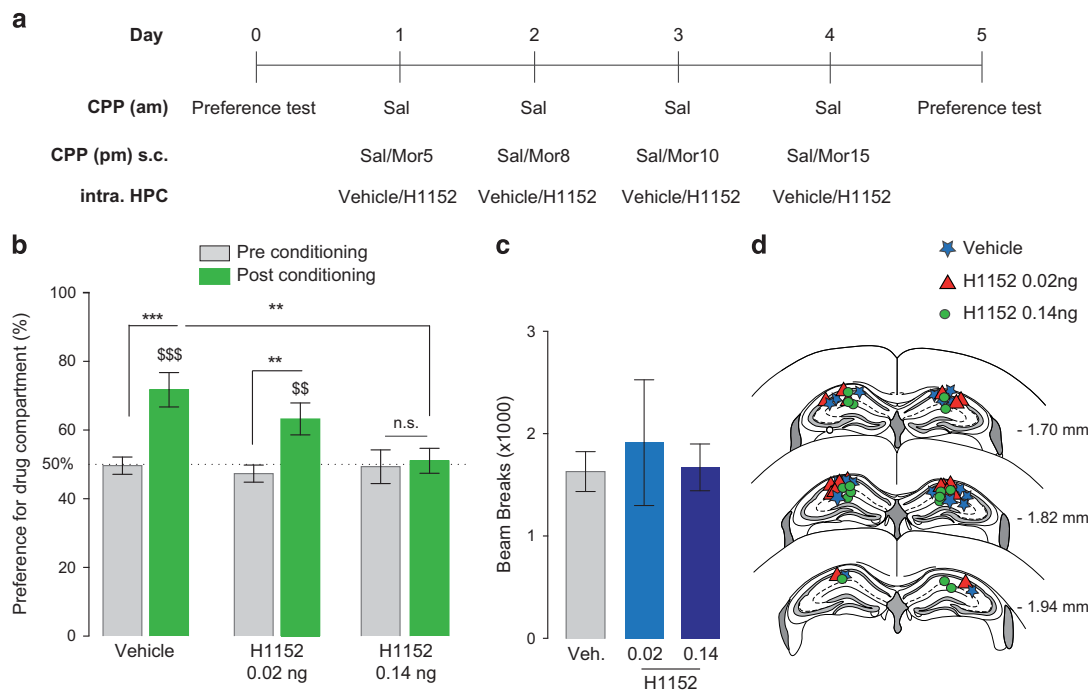 a
Day 0 1 2 3 4 5
CPP (am) Preference test Sal Sal Sal Sal Preference test
CPP (pm) s.c. Sal/Mor5 Sal/Mor8 Sal/Mor10 Sal/Mor15
intra. HPC Vehicle/H1152 Vehicle/H1152 Vehicle/H1152 Vehicle/H1152
b
Pre conditioning
Post conditioning
Preference for drug compartment (%)
100
80
60
50%
40
20
0
***
$$$
**
**
$$
n.s.
Vehicle
H1152
0.02 ng
H1152
0.14 ng
c
Beam Breaks (x1000)
3
2
1
0
Veh. 0.02 0.14
H1152
d
Vehicle
H1152 0.02ng
H1152 0.14ng
- 1.70 mm
- 1.82 mm
- 1.94 mm